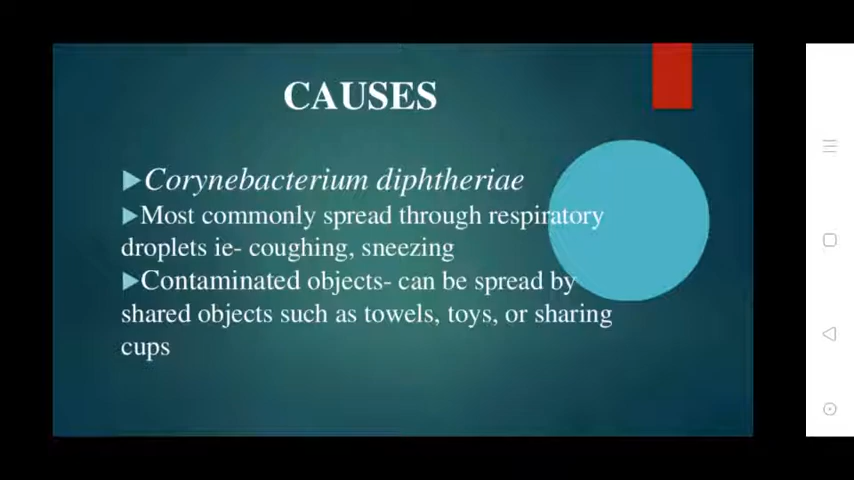 CAUSES
Corynebacterium diphtheriae
Most commonly spread through respiratory
droplets ie- coughing, sneezing
Contaminated objects- can be spread by
shared objects such as towels, toys, or sharing
cups